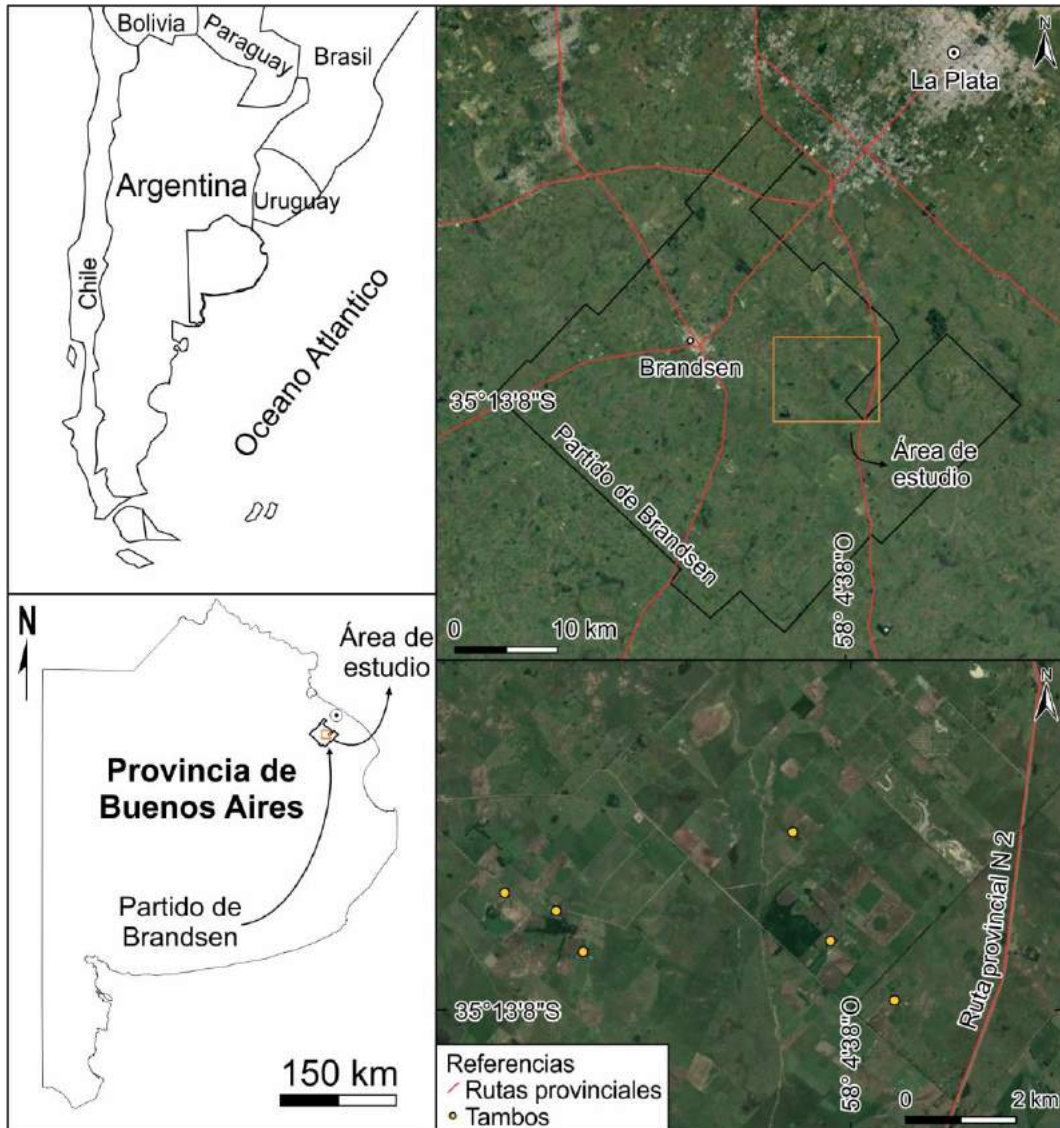 Bolivia
Paraguay
Brasil
Argentina
Uruguay
Chile
Oceano Atlantico
N
La Plata
Brandsen
35°13'8"S
Partido de Brandsen
Área de
estudio
58° 4'38"O
0 10 km
N
Área de
estudio
Provincia de
Buenos Aires
Partido de
Brandsen
150 km
N
Ruta provincial N 2
35°13'8"S
58° 4'38"O
Referencias
Rutas provinciales
Tambos
0 2 km